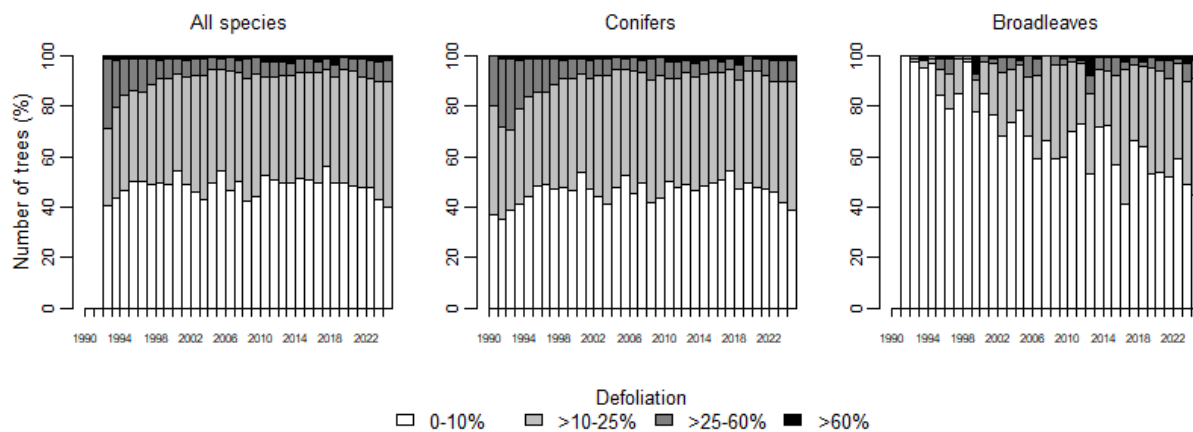 All species
Conifers
Broadleaves
Number of trees (%)
0 20 40 60 80 100
0 20 40 60 80 100
0 20 40 60 80 100
1990 1994 1998 2002 2006 2010 2014 2018 2022
1990 1994 1998 2002 2006 2010 2014 2018 2022
1990 1994 1998 2002 2006 2010 2014 2018 2022
Defoliation
0-10% >10-25% >25-60% >60%